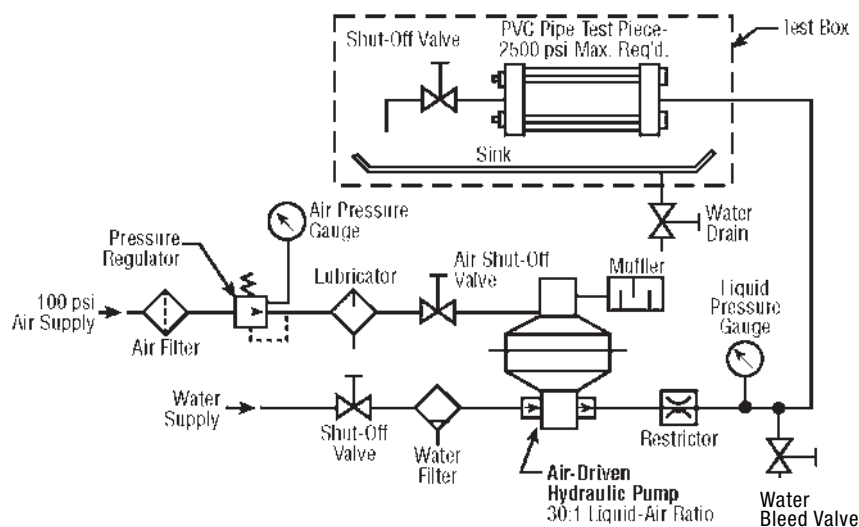 Shut-Off Valve
PVC Pipe Test Piece-
2500 psi Max. Req'd.
Test Box
Sink
Water
Drain
Air Pressure
Gauge
Pressure
Regulator
Lubricator
Air Shut-Off
Valve
Muffler
Liquid
Pressure
Gauge
100 psi
Air Supply
Air Filter
Water
Supply
Shut-Off
Valve
Water
Filter
Restrictor
Air-Driven
Hydraulic Pump
30:1 Liquid-Air Ratio
Water
Bleed Valve